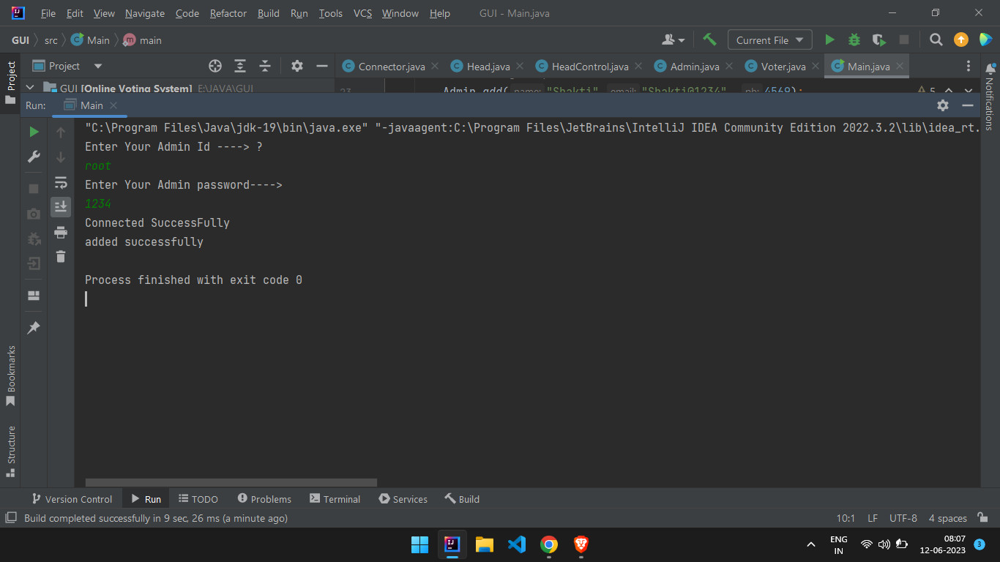 File Edit View Navigate Code Refactor Build Run Tools VCS Window Help GUI - Main.java
GUI src Main main Current File
Project
Project
Connector.java Head.java HeadControl.java Admin.java Voter.java Main.java
Notifications
GUI [Online Voting System] E:\JAVA\GUI
23 Admin.add( name: "Shakti", email: "Shakti01234", ph: 4569); 5
Run: Main
"C:\Program Files\Java\jdk-19\bin\java.exe" "-javaagent:C:\Program Files\JetBrains\IntelliJ IDEA Community Edition 2022.3.2\lib\idea_rt.
Enter Your Admin Id ----> ?
root
Enter Your Admin password---->
1234
Connected SuccessFully
added successfully
Process finished with exit code 0
Bookmarks
Structure
Version Control Run TODO Problems Terminal Services Build
Build completed successfully in 9 sec, 26 ms (a minute ago) 10:1 LF UTF-8 4 spaces
ENG 08:07
IN 12-06-2023 3